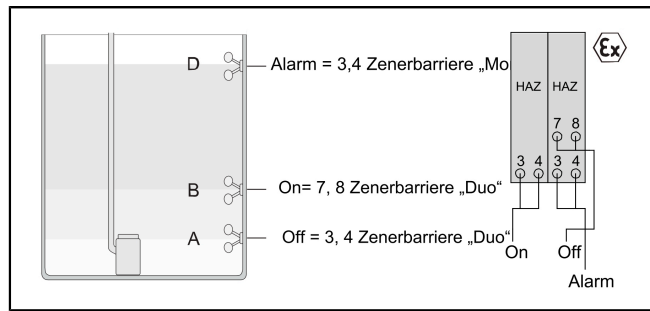 D Alarm = 3,4 Zenerbarriere „Mo
B On= 7, 8 Zenerbarriere „Duo“
A Off = 3, 4 Zenerbarriere „Duo“
Ex
HAZ HAZ
7 8
3 4 3 4
On Off
Alarm